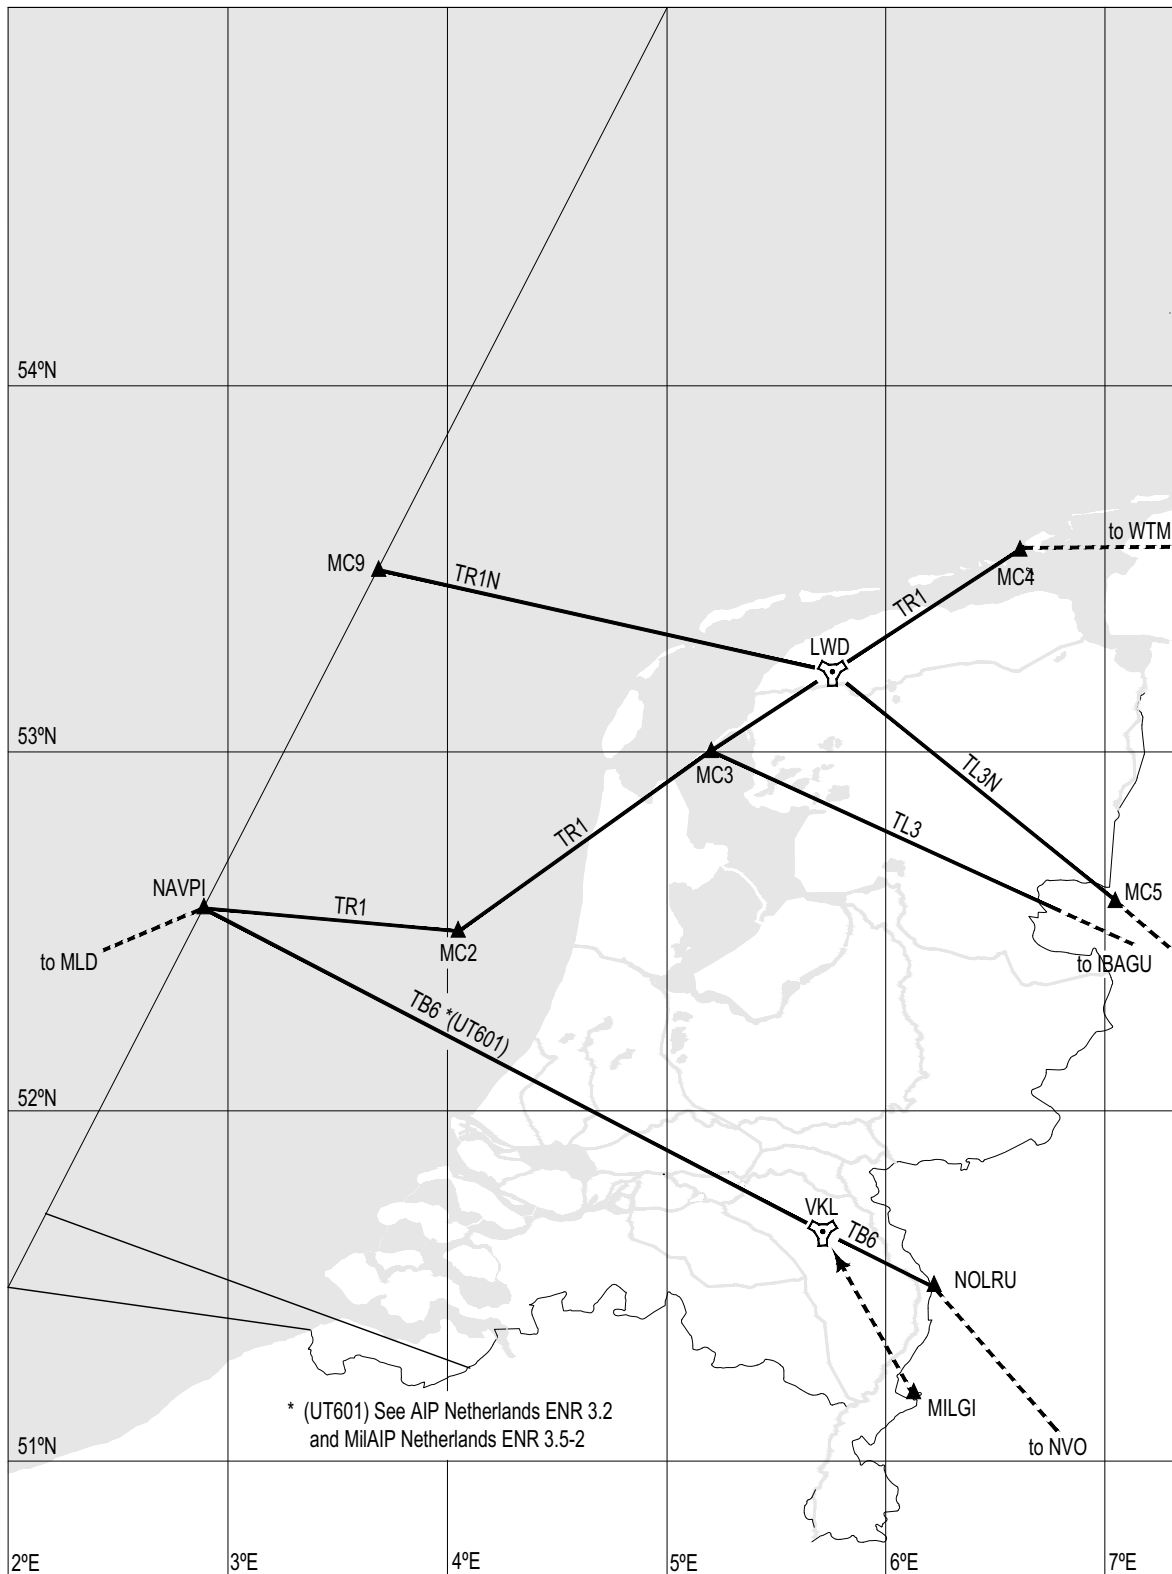 54ºN
to WTM
MC9
TR1N
MC4
TR1
LWD
53ºN
MC3
TL3N
TR1
TL3
NAVPI
TR1
MC5
MC2
to MLD
to IBAGU
TB6 *(UT601)
52ºN
VKL
TB6
NOLRU
MILGI
* (UT601) See AIP Netherlands ENR 3.2
and MilAIP Netherlands ENR 3.5-2
to NVO
51ºN
2ºE 3ºE 4ºE 5ºE 6ºE 7ºE